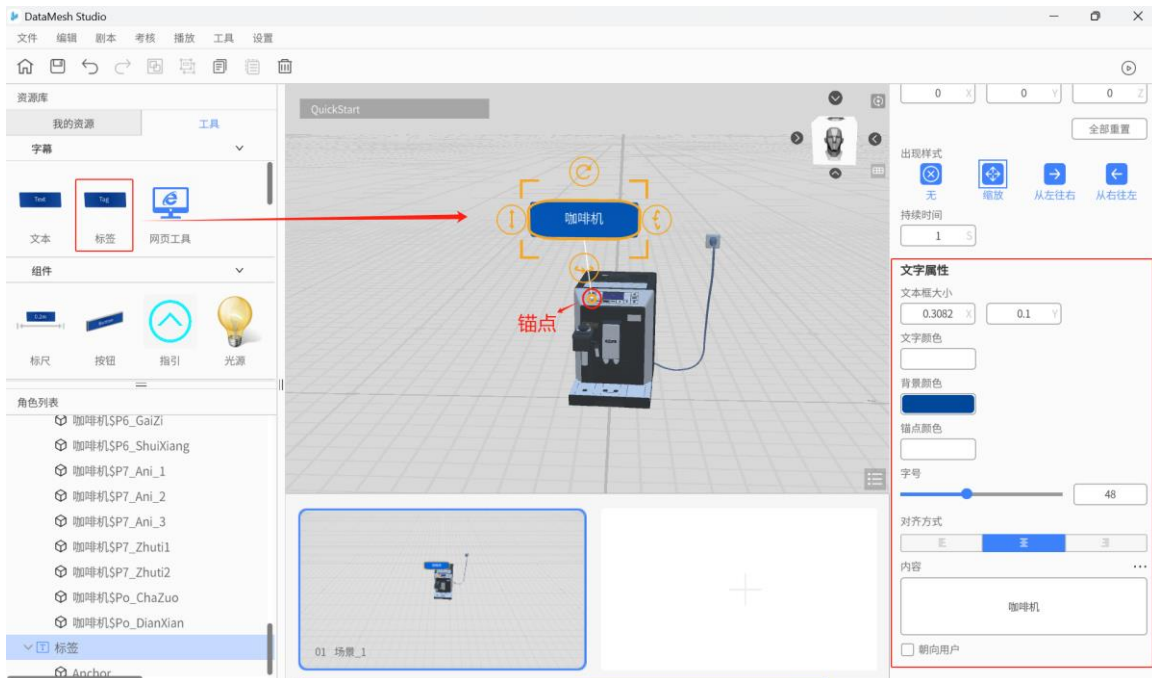 DataMesh Studio
文件 编辑 剧本 考核 播放 工具 设置
资源库
我的资源 工具
字幕
Text Tag
文本 标签 网页工具
组件
标尺 按钮 指引 光源
角色列表
咖啡机$P6_GaiZi
咖啡机$P6_ShuiXiang
咖啡机$P7_Ani_1
咖啡机$P7_Ani_2
咖啡机$P7_Ani_3
咖啡机$P7_Zhuti1
咖啡机$P7_Zhuti2
咖啡机$Po_ChaZuo
咖啡机$Po_DianXian
标签
Anchor
QuickStart
咖啡机
锚点
01 场景_1
0 X 0 Y 0 Z
全部重置
出现样式
无 缩放 从左往右 从右往左
持续时间
1 S
文字属性
文本框大小
0.3082 X 0.1 Y
文字颜色
背景颜色
锚点颜色
字号
48
对齐方式
内容
咖啡机
朝向用户